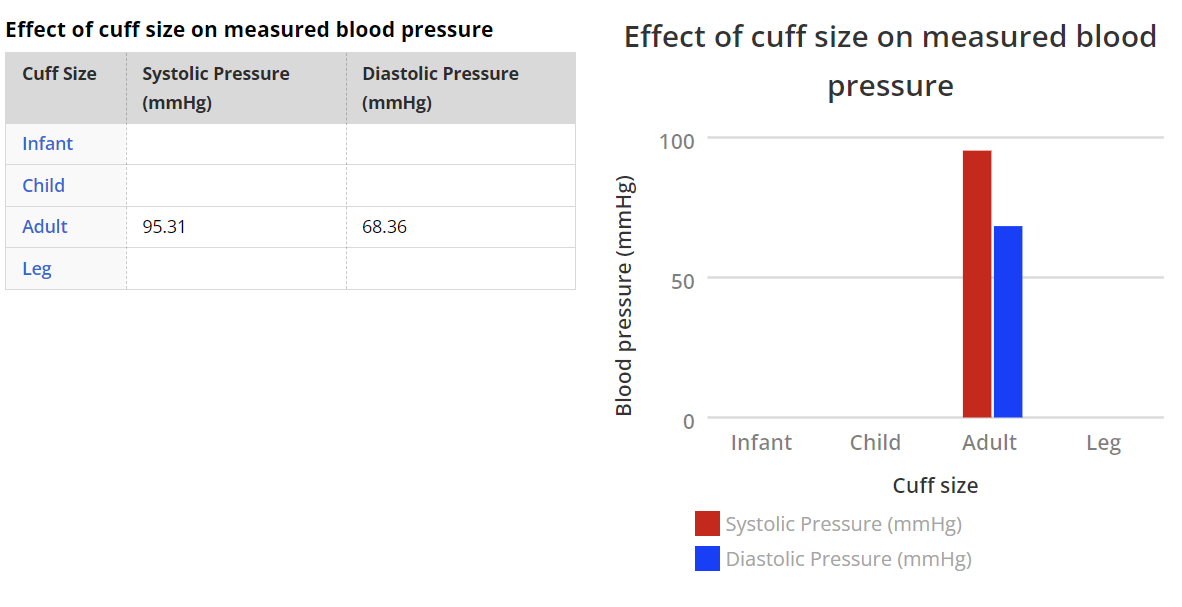 Effect of cuff size on measured blood pressure
Cuff Size Systolic Pressure (mmHg) Diastolic Pressure (mmHg)
Infant
Child
Adult 95.31 68.36
Leg
Effect of cuff size on measured blood
pressure
Blood pressure (mmHg)
100
50
0
Infant Child Adult Leg
Cuff size
Systolic Pressure (mmHg)
Diastolic Pressure (mmHg)